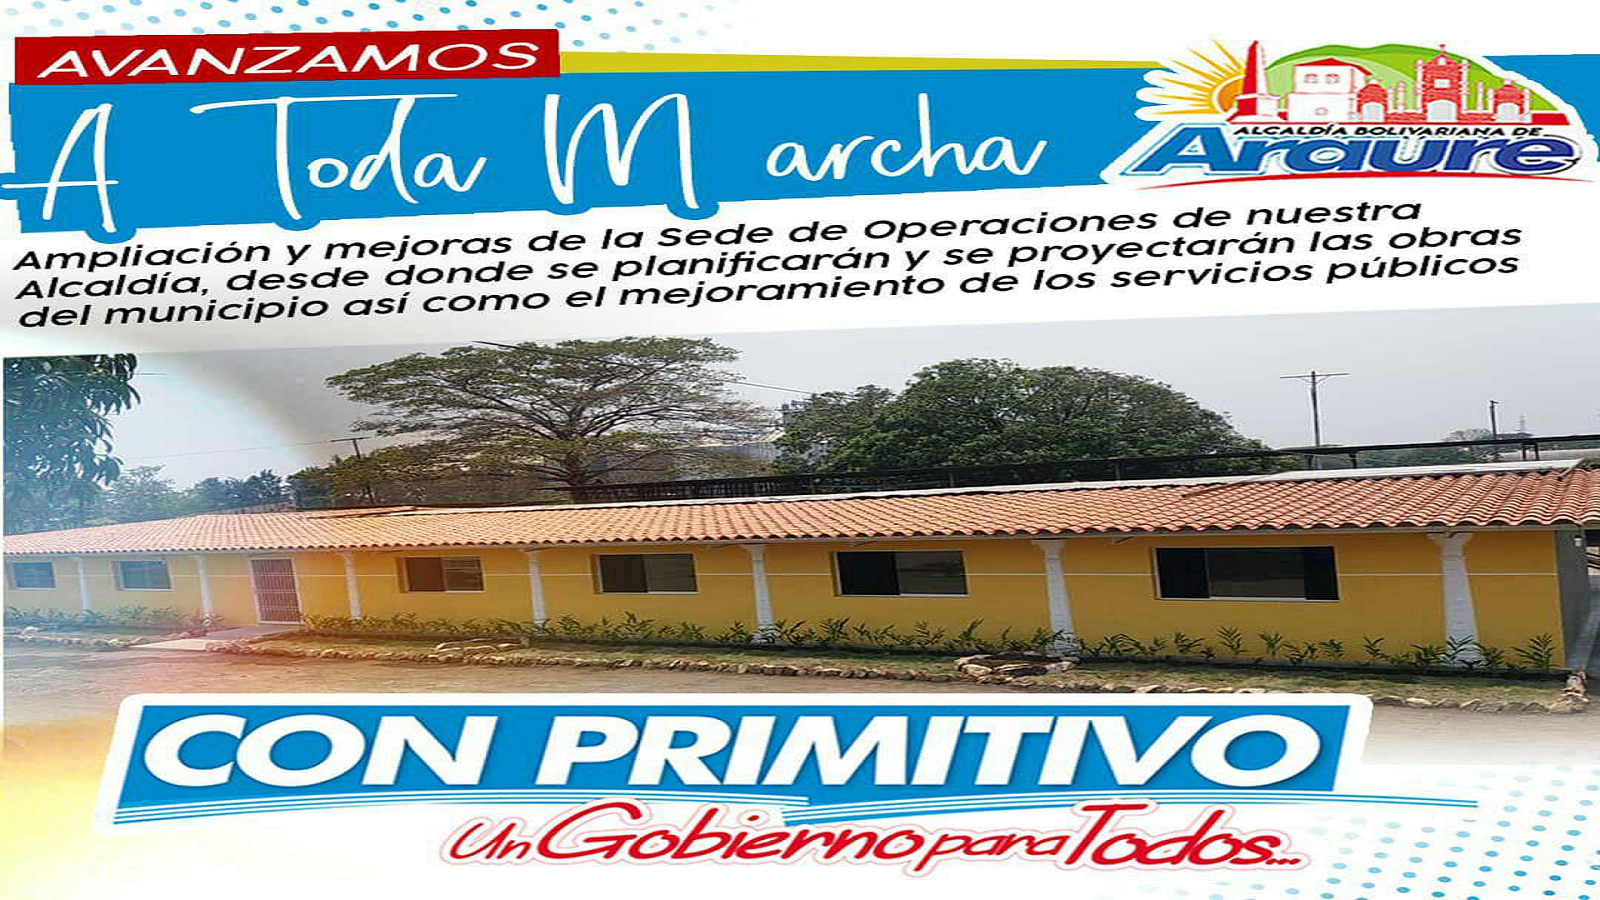 AVANZAMOS
A Toda Marcha
ALCALDÍA BOLIVARIANA DE
Araure
Ampliación y mejoras de la Sede de Operaciones de nuestra
Alcaldía, desde donde se planificarán y se proyectarán las obras
del municipio así como el mejoramiento de los servicios públicos
CON PRIMITIVO
Un Gobierno para Todos...